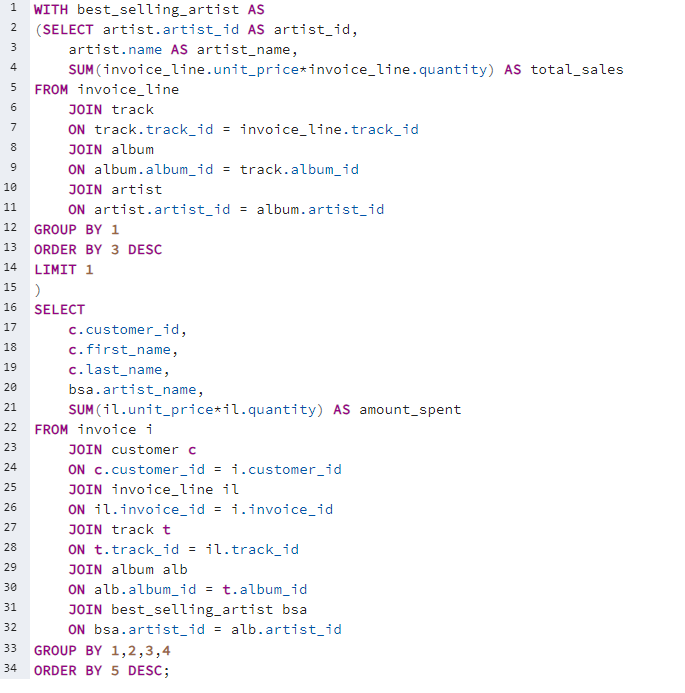 1 WITH best_selling_artist AS
2 (SELECT artist.artist_id AS artist_id,
3 artist.name AS artist_name,
4 SUM(invoice_line.unit_price*invoice_line.quantity) AS total_sales
5 FROM invoice_line
6 JOIN track
7 ON track.track_id = invoice_line.track_id
8 JOIN album
9 ON album.album_id = track.album_id
10 JOIN artist
11 ON artist.artist_id = album.artist_id
12 GROUP BY 1
13 ORDER BY 3 DESC
14 LIMIT 1
15 )
16 SELECT
17 c.customer_id,
18 c.first_name,
19 c.last_name,
20 bsa.artist_name,
21 SUM(il.unit_price*il.quantity) AS amount_spent
22 FROM invoice i
23 JOIN customer c
24 ON c.customer_id = i.customer_id
25 JOIN invoice_line il
26 ON il.invoice_id = i.invoice_id
27 JOIN track t
28 ON t.track_id = il.track_id
29 JOIN album alb
30 ON alb.album_id = t.album_id
31 JOIN best_selling_artist bsa
32 ON bsa.artist_id = alb.artist_id
33 GROUP BY 1,2,3,4
34 ORDER BY 5 DESC;